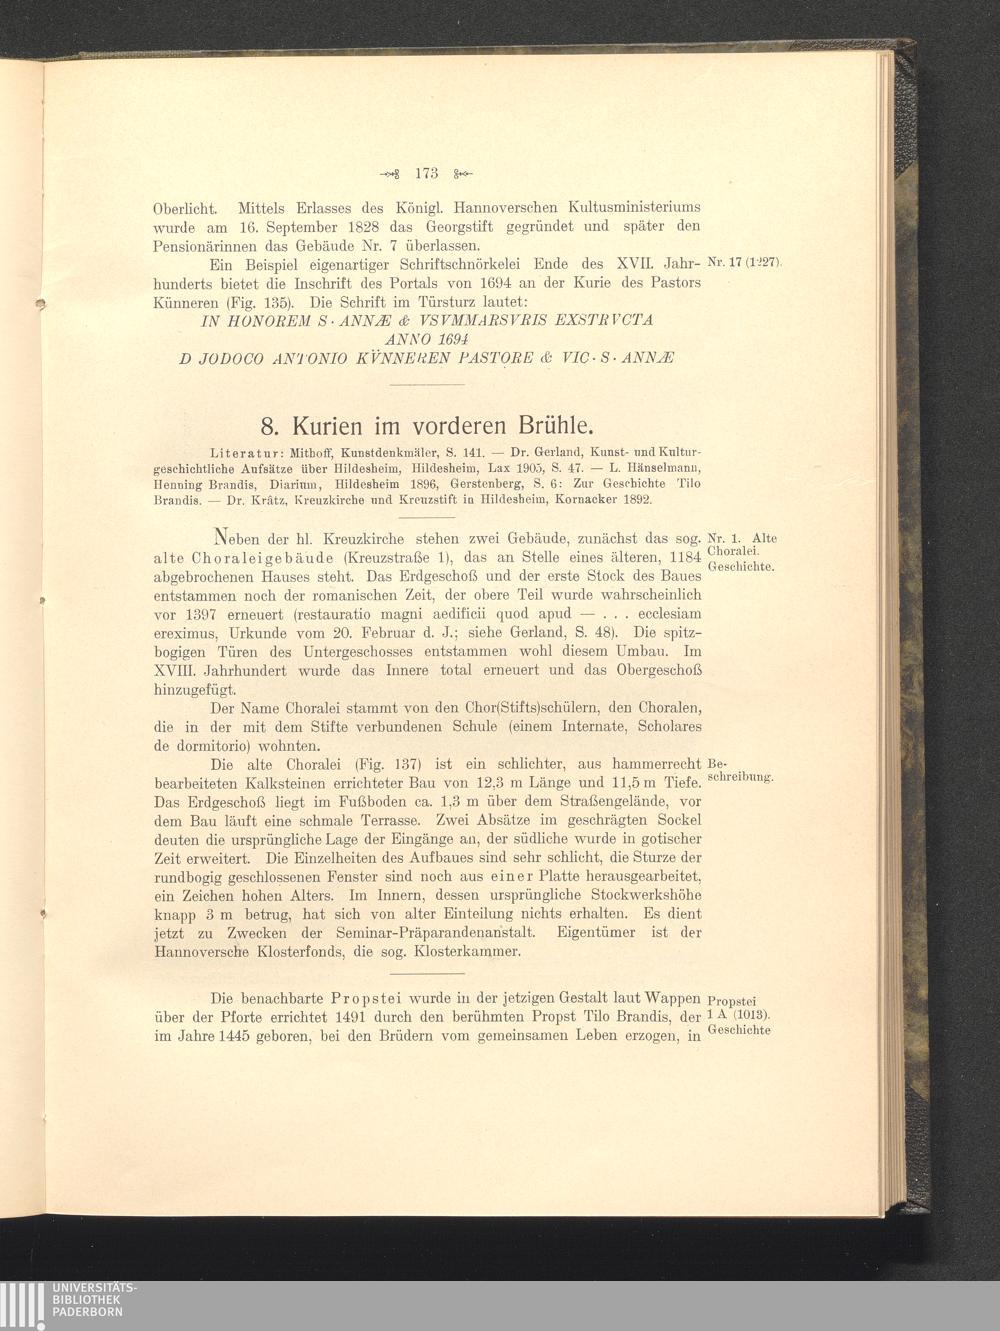 173
Oberlicht. Mittels Erlasses des Königl. Hannoverschen Kultusministeriums
wurde am 16. September 1828 das Georgstift gegründet und später den
Pensionärinnen das Gebäude Nr. 7 überlassen.
Ein Beispiel eigenartiger Schriftschnörkelei Ende des XVII. Jahr- Nr. 17 (1227).
hunderts bietet die Inschrift des Portals von 1694 an der Kurie des Pastors
Künneren (Fig. 135). Die Schrift im Türsturz lautet:
IN HONOREM S · ANNÆ & VSVMMARSVRIS EXSTRVCTA
ANNO 1694
D JODOCO ANTONIO KV̈NNEREN PASTORE & VIC · S · ANNÆ
8. Kurien im vorderen Brühle.
Literatur: Mithoff, Kunstdenkmäler, S. 141. — Dr. Gerland, Kunst- und Kultur-
geschichtliche Aufsätze über Hildesheim, Hildesheim, Lax 1905, S. 47. — L. Hänselmann,
Henning Brandis, Diarium, Hildesheim 1896, Gerstenberg, S. 6: Zur Geschichte Tilo
Brandis. — Dr. Krâtz, Kreuzkirche und Kreuzstift in Hildesheim, Kornacker 1892.
Neben der hl. Kreuzkirche stehen zwei Gebäude, zunächst das sog. Nr. 1. Alte
alte Choraleigebäude (Kreuzstraße 1), das an Stelle eines älteren, 1184 Choralei.
abgebrochenen Hauses steht. Das Erdgeschoß und der erste Stock des Baues Geschichte.
entstammen noch der romanischen Zeit, der obere Teil wurde wahrscheinlich
vor 1397 erneuert (restauratio magni aedificii quod apud — . . . ecclesiam
ereximus, Urkunde vom 20. Februar d. J.; siehe Gerland, S. 48). Die spitz-
bogigen Türen des Untergeschosses entstammen wohl diesem Umbau. Im
XVIII. Jahrhundert wurde das Innere total erneuert und das Obergeschoß
hinzugefügt.
Der Name Choralei stammt von den Chor(Stifts)schülern, den Choralen,
die in der mit dem Stifte verbundenen Schule (einem Internate, Scholares
de dormitorio) wohnten.
Die alte Choralei (Fig. 137) ist ein schlichter, aus hammerrecht Be-
bearbeiteten Kalksteinen errichteter Bau von 12,3 m Länge und 11,5 m Tiefe. schreibung.
Das Erdgeschoß liegt im Fußboden ca. 1,3 m über dem Straßengelände, vor
dem Bau läuft eine schmale Terrasse. Zwei Absätze im geschrägten Sockel
deuten die ursprüngliche Lage der Eingänge an, der südliche wurde in gotischer
Zeit erweitert. Die Einzelheiten des Aufbaues sind sehr schlicht, die Sturze der
rundbogig geschlossenen Fenster sind noch aus einer Platte herausgearbeitet,
ein Zeichen hohen Alters. Im Innern, dessen ursprüngliche Stockwerkshöhe
knapp 3 m betrug, hat sich von alter Einteilung nichts erhalten. Es dient
jetzt zu Zwecken der Seminar-Präparandenanstalt. Eigentümer ist der
Hannoversche Klosterfonds, die sog. Klosterkammer.
Die benachbarte Propstei wurde in der jetzigen Gestalt laut Wappen Propstei
über der Pforte errichtet 1491 durch den berühmten Propst Tilo Brandis, der 1 A (1013).
im Jahre 1445 geboren, bei den Brüdern vom gemeinsamen Leben erzogen, in Geschichte
UNIVERSITÄTS-
BIBLIOTHEK
PADERBORN